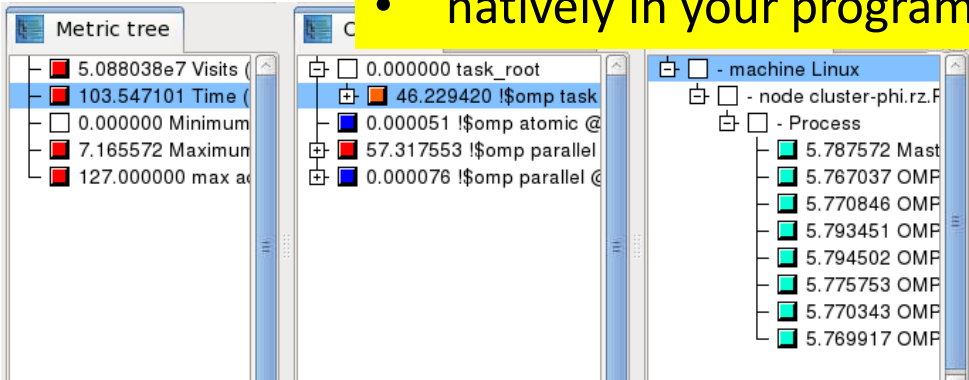 • natively in your program
Metric tree
C
5.088038e7 Visits (
103.547101 Time (
0.000000 Minimum
7.165572 Maximum
127.000000 max ac
0.000000 task_root
46.229420 !$omp task
0.000051 !$omp atomic @
57.317553 !$omp parallel
0.000076 !$omp parallel @
- machine Linux
- node cluster-phi.rz.R
- Process
5.787572 Mast
5.767037 OMP
5.770846 OMP
5.793451 OMP
5.794502 OMP
5.775753 OMP
5.770343 OMP
5.769917 OMP